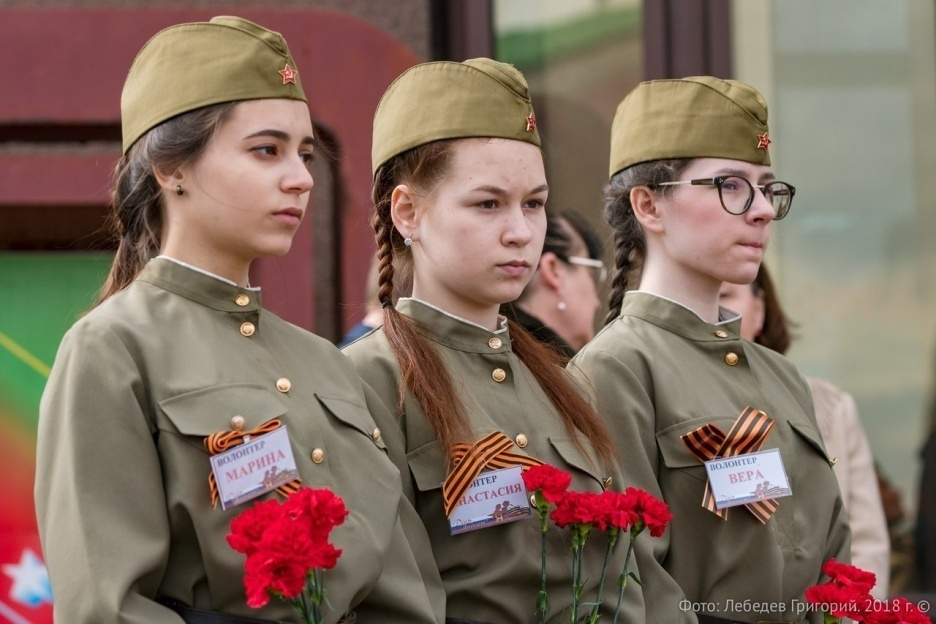 ВОЛОНТЕР
МАРИНА
НТЕР
НАСТАСИЯ
ВОЛОНТЕР
ВЕРА
Фото: Лебедев Григорий. 2018 г. ©